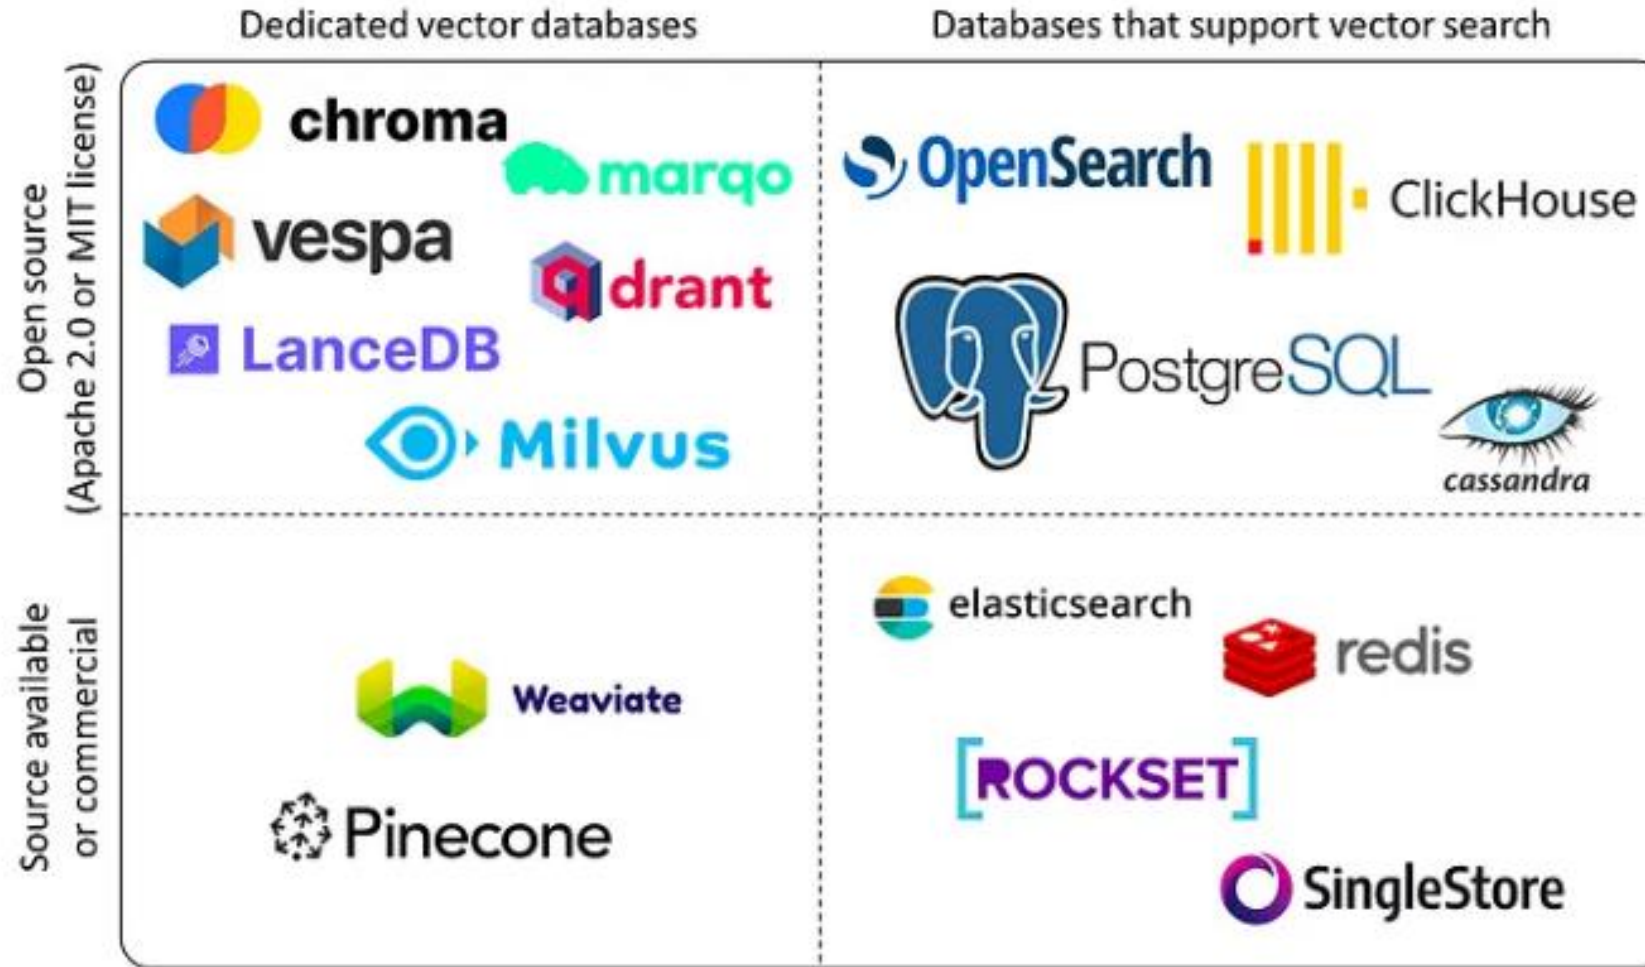 Dedicated vector databases
Databases that support vector search
Open source
(Apache 2.0 or MIT license)
chroma
marqo
vespa
qdrant
LanceDB
Milvus
OpenSearch
ClickHouse
PostgreSQL
cassandra
Source available
or commercial
Weaviate
Pinecone
elasticsearch
redis
[ROCKSET]
SingleStore